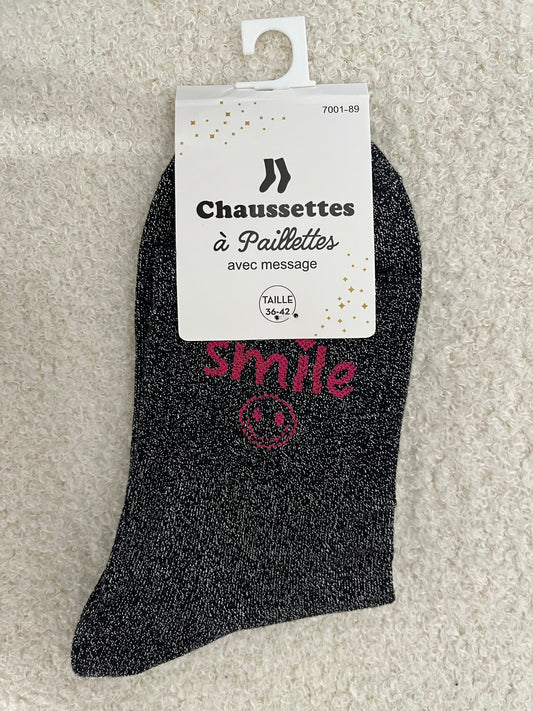 7001-89
Chaussettes
à Paillettes
avec message
TAILLE
36-42
smile